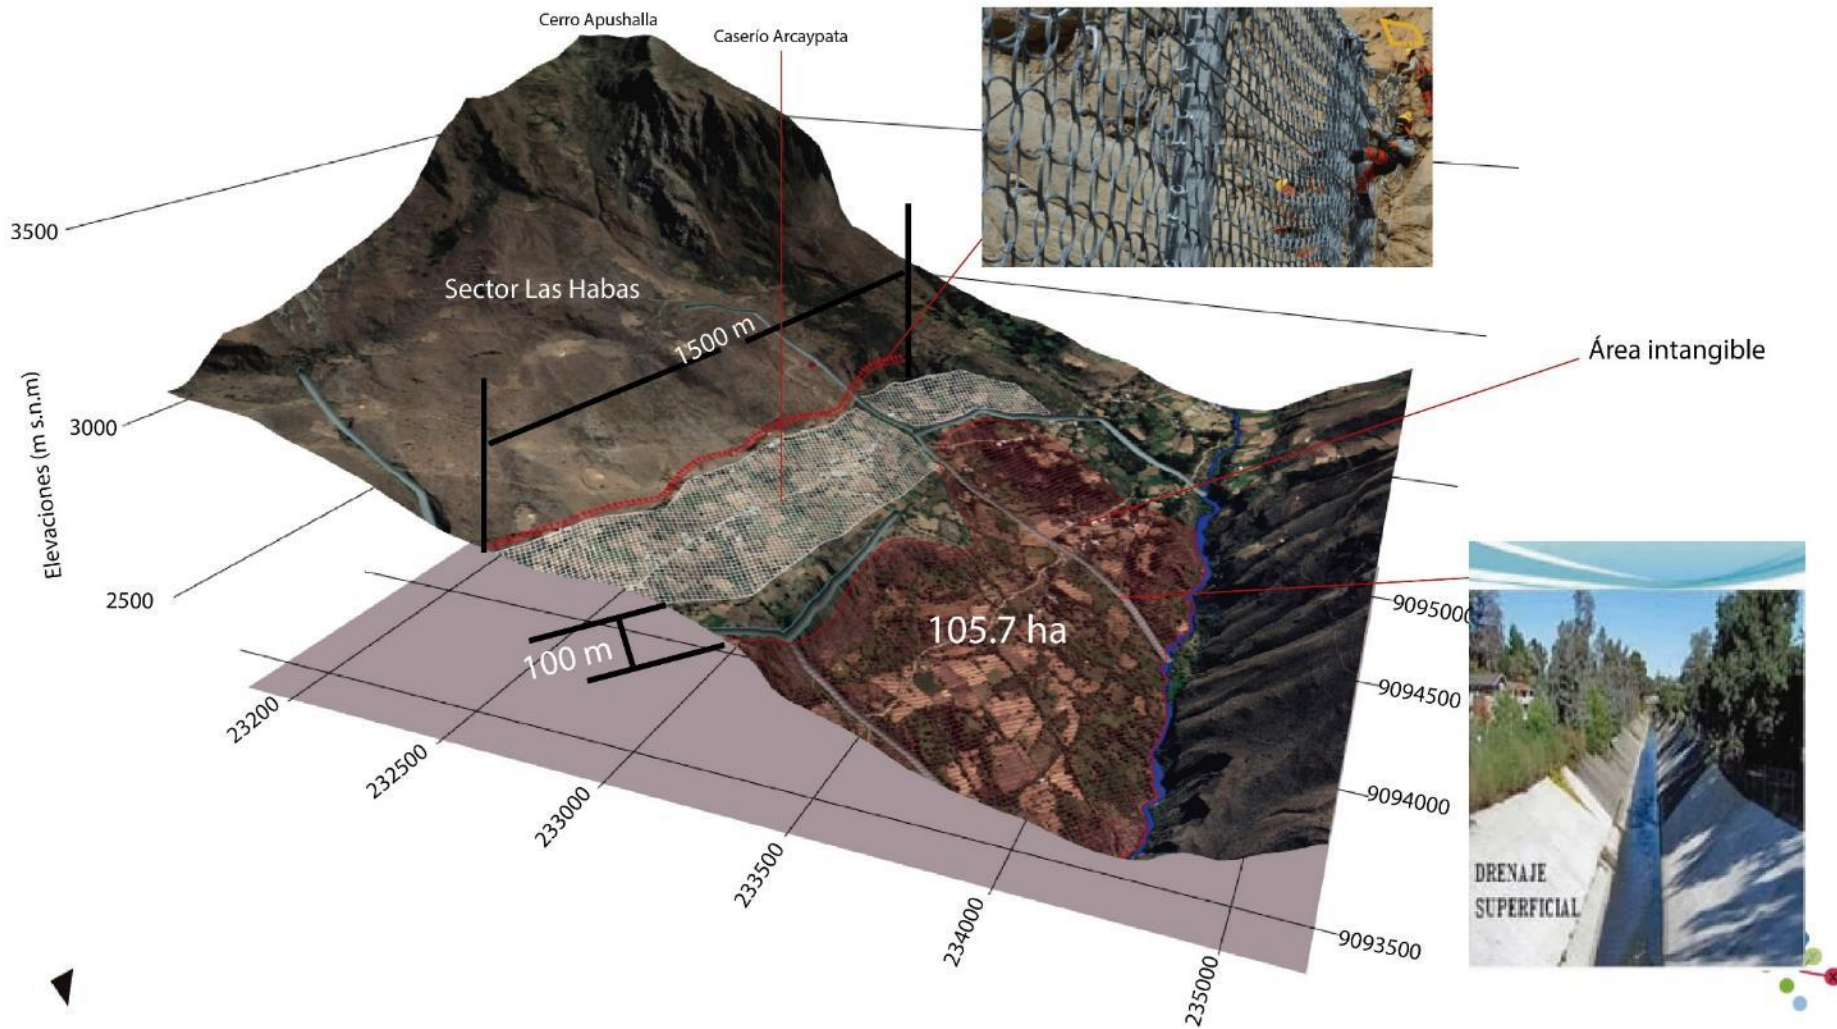 Cerro Apushalla
Caserío Arcaypata
3500
Sector Las Habas
1500 m
Área intangible
3000
Elevaciones (m s.n.m)
2500
105.7 ha
100 m
9095000
9094500
9094000
9093500
23200
232500
233000
233500
234000
235000
DRENAJE
SUPERFICIAL
X